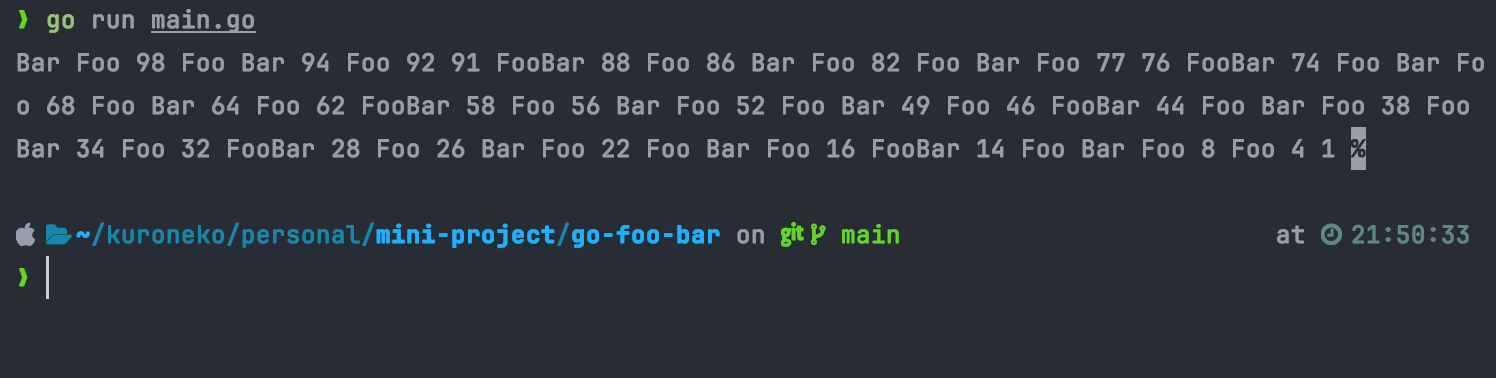 ❯ go run main.go
Bar Foo 98 Foo Bar 94 Foo 92 91 FooBar 88 Foo 86 Bar Foo 82 Foo Bar Foo 77 76 FooBar 74 Foo Bar Fo
o 68 Foo Bar 64 Foo 62 FooBar 58 Foo 56 Bar Foo 52 Foo Bar 49 Foo 46 FooBar 44 Foo Bar Foo 38 Foo
Bar 34 Foo 32 FooBar 28 Foo 26 Bar Foo 22 Foo Bar Foo 16 FooBar 14 Foo Bar Foo 8 Foo 4 1 %
~/kuroneko/personal/mini-project/go-foo-bar on git main at 21:50:33
❯